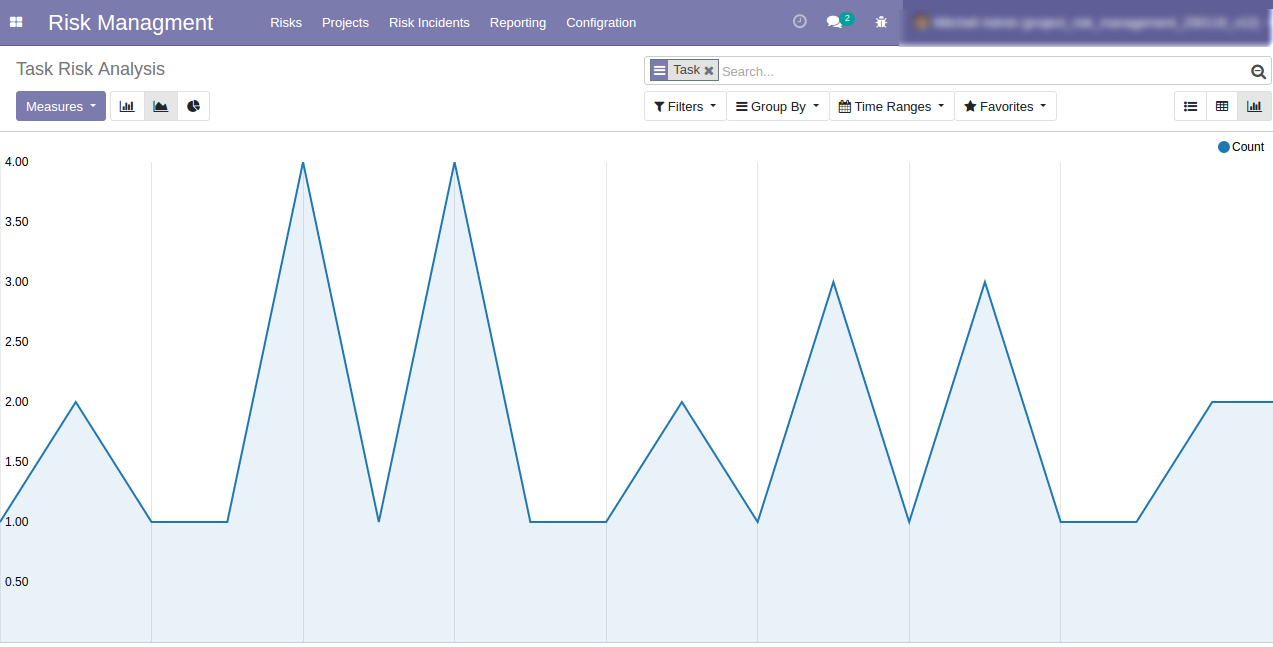 Risk Managment Risks Projects Risk Incidents Reporting Configration 2
Task Risk Analysis
Task Search...
Measures Filters Group By Time Ranges Favorites
Count
4.00
3.50
3.00
2.50
2.00
1.50
1.00
0.50